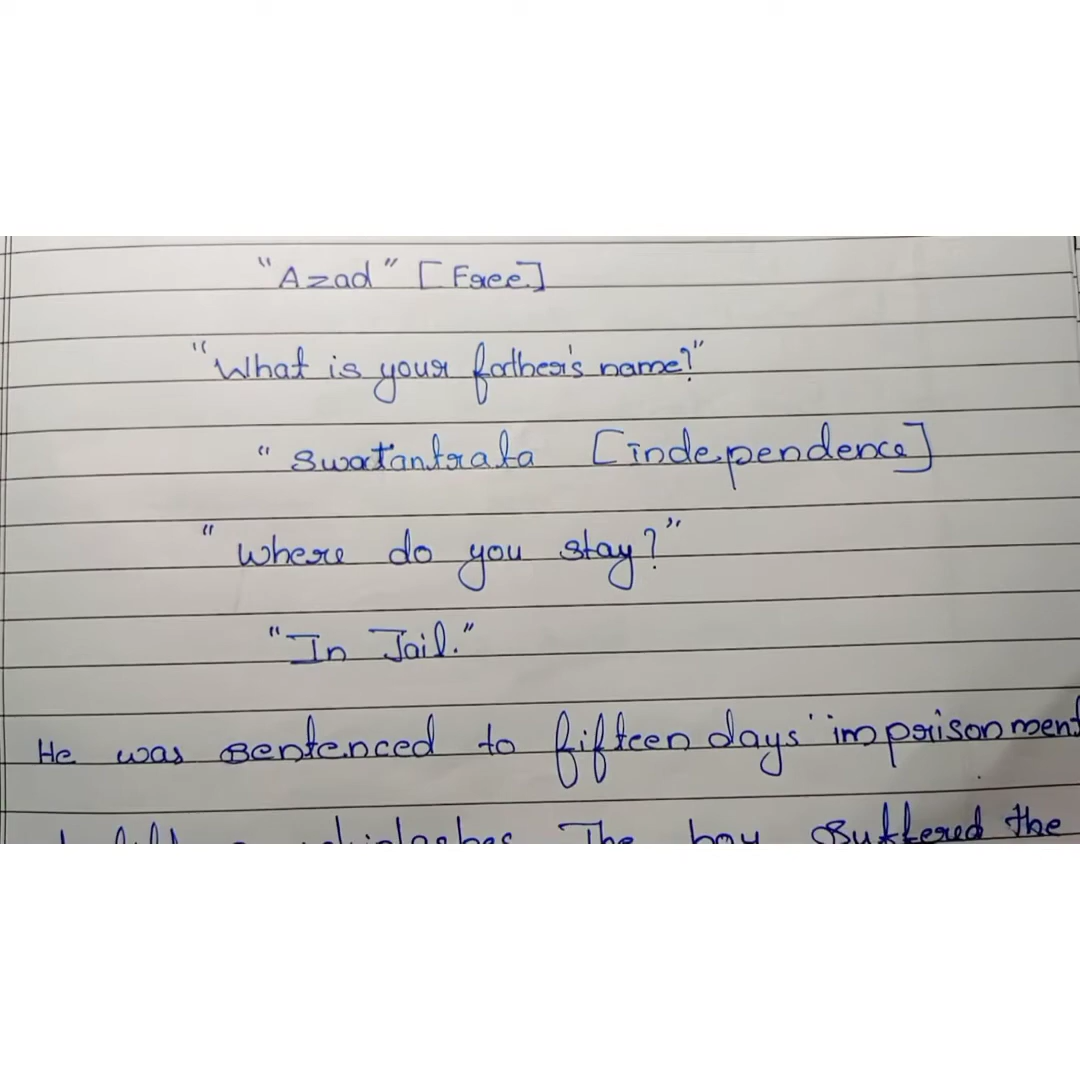 "Azad" [Free]
"What is your father's name?"
"Swatantrata [independence]
"Where do you stay?"
"In Jail."
He was sentenced to fifteen days' imprisonment
The boy suffered the